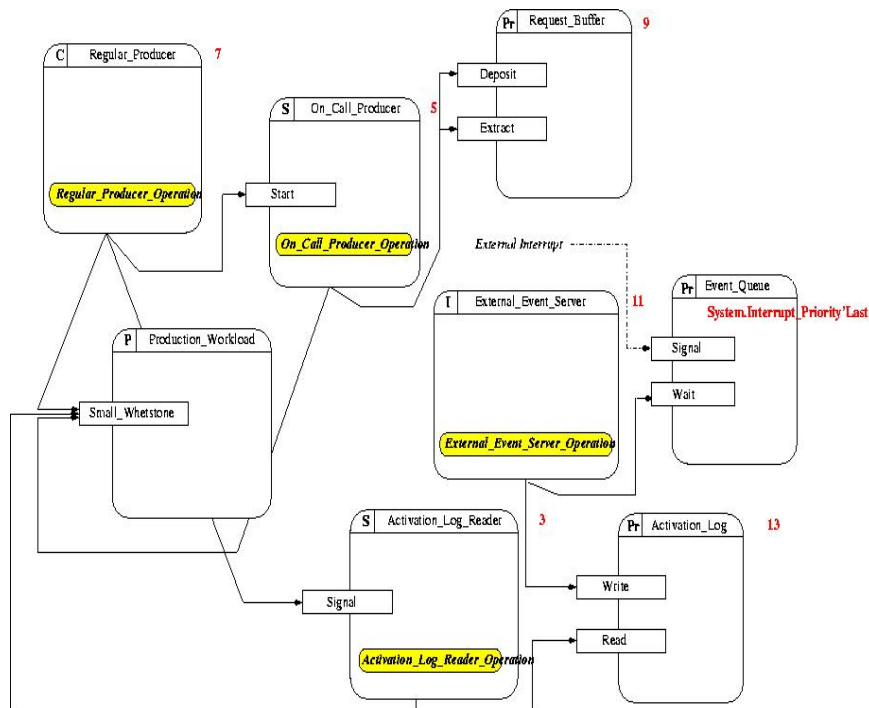 Pr Request_Buffer 9
C Regular_Producer 7
Deposit
S On_Call_Producer 5
Extract
Regular_Producer_Operation
Start
On_Call_Producer_Operation
External Interrupt
Pr Event_Queue
I External_Event_Server 11
System.Interrupt_Priority'Last
P Production_Workload
Signal
Wait
Small_Whetstone
External_Event_Server_Operation
S Activation_Log_Reader 3
Pr Activation_Log 13
Write
Signal
Read
Activation_Log_Reader_Operation